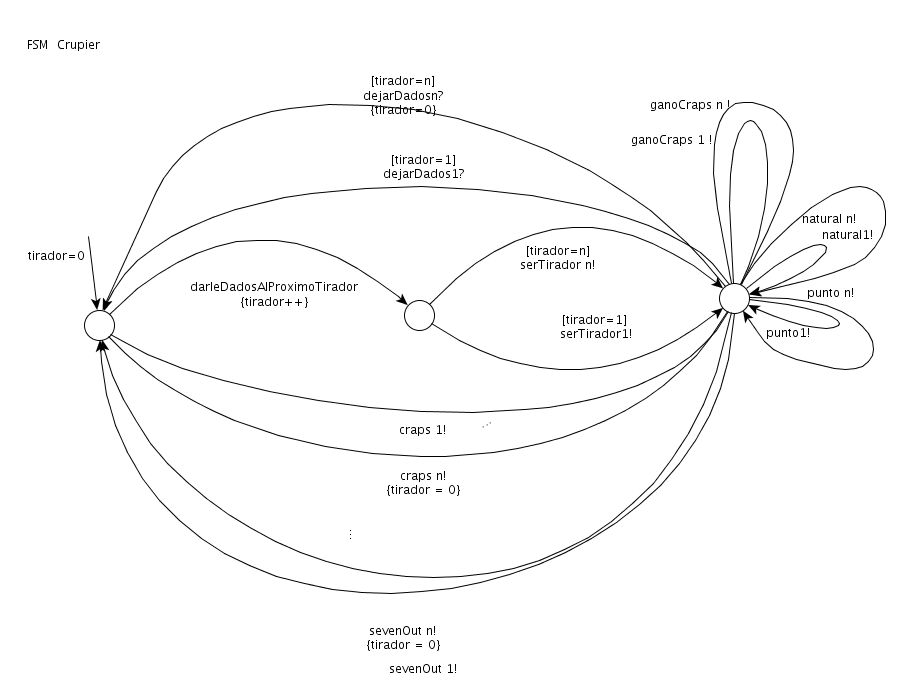 FSM Crupier
[tirador=n]
dejarDadosn?
{tirador=0}
ganoCraps n !
ganoCraps 1 !
[tirador=1]
dejarDados1?
natural n!
natural1!
tirador=0
[tirador=n]
serTirador n!
darleDadosAlProximoTirador
{tirador++}
punto n!
[tirador=1]
serTirador1!
punto1!
craps 1!
...
craps n!
{tirador = 0}
...
sevenOut n!
{tirador = 0}
sevenOut 1!